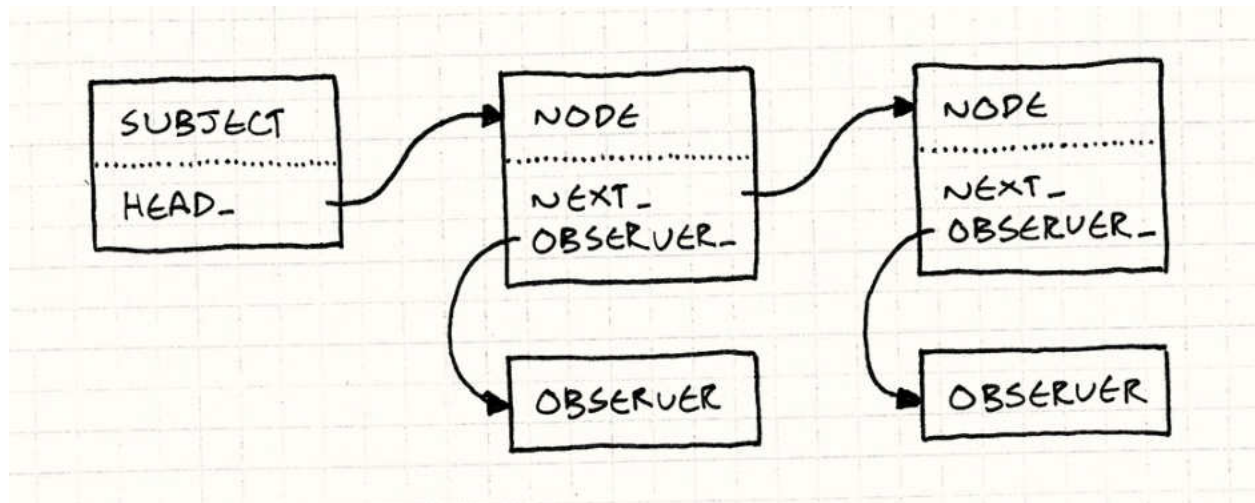 SUBJECT
HEAD_
NODE
NEXT_
OBSERVER_
OBSERVER
NODE
NEXT_
OBSERVER_
OBSERVER